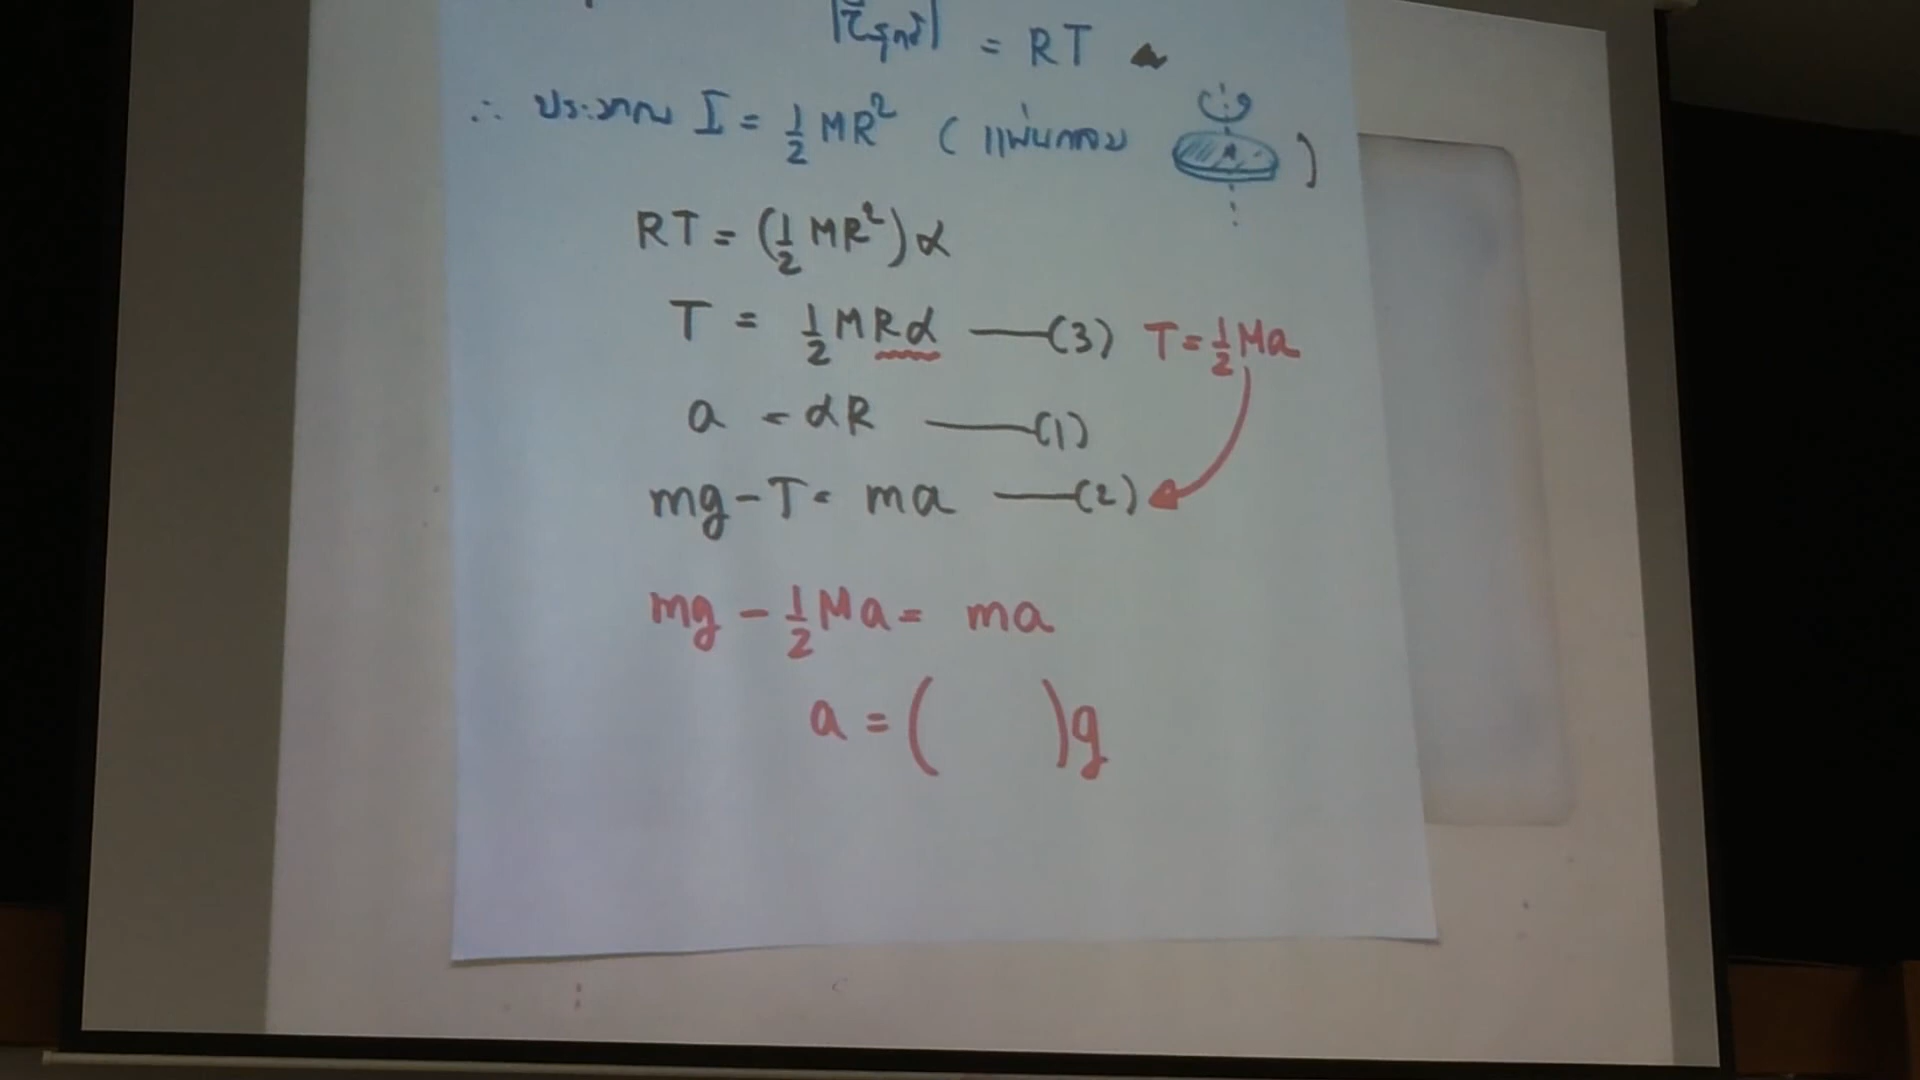 = RT
∴ ประมาณ I = ½MR² (แผ่นกลม )
RT = (½MR²)α
T = ½MRα —(3) T = ½Ma
a = αR —(1)
mg - T = ma —(2)
mg - ½Ma = ma
a = ( )g